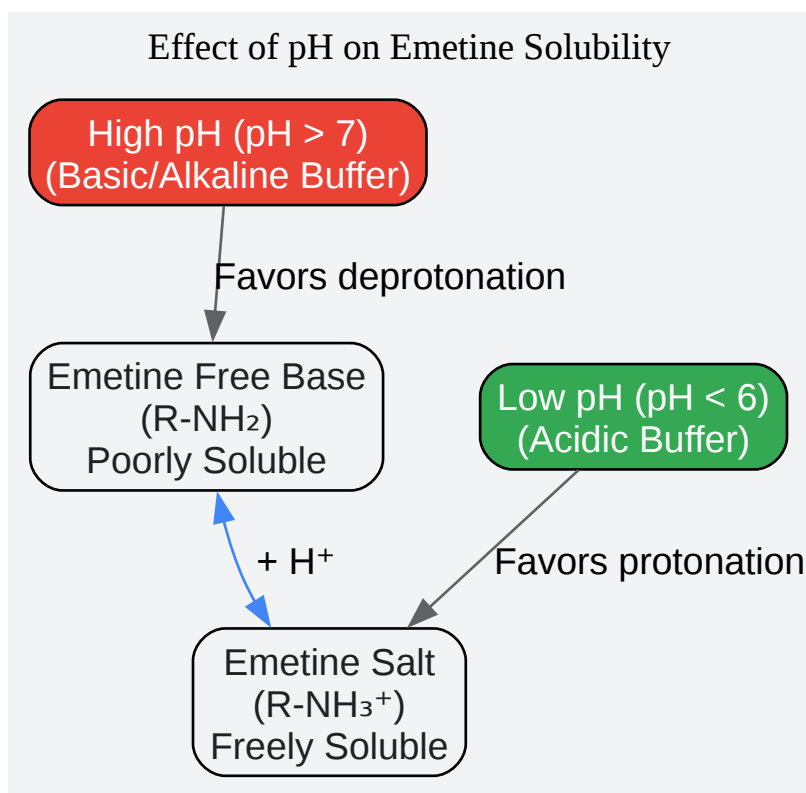 Effect of pH on Emetine Solubility
High pH (pH > 7)
(Basic/Alkaline Buffer)
Favors deprotonation
Emetine Free Base
(R-NH₂)
Poorly Soluble
Low pH (pH < 6)
(Acidic Buffer)
+ H⁺
Favors protonation
Emetine Salt
(R-NH₃⁺)
Freely Soluble